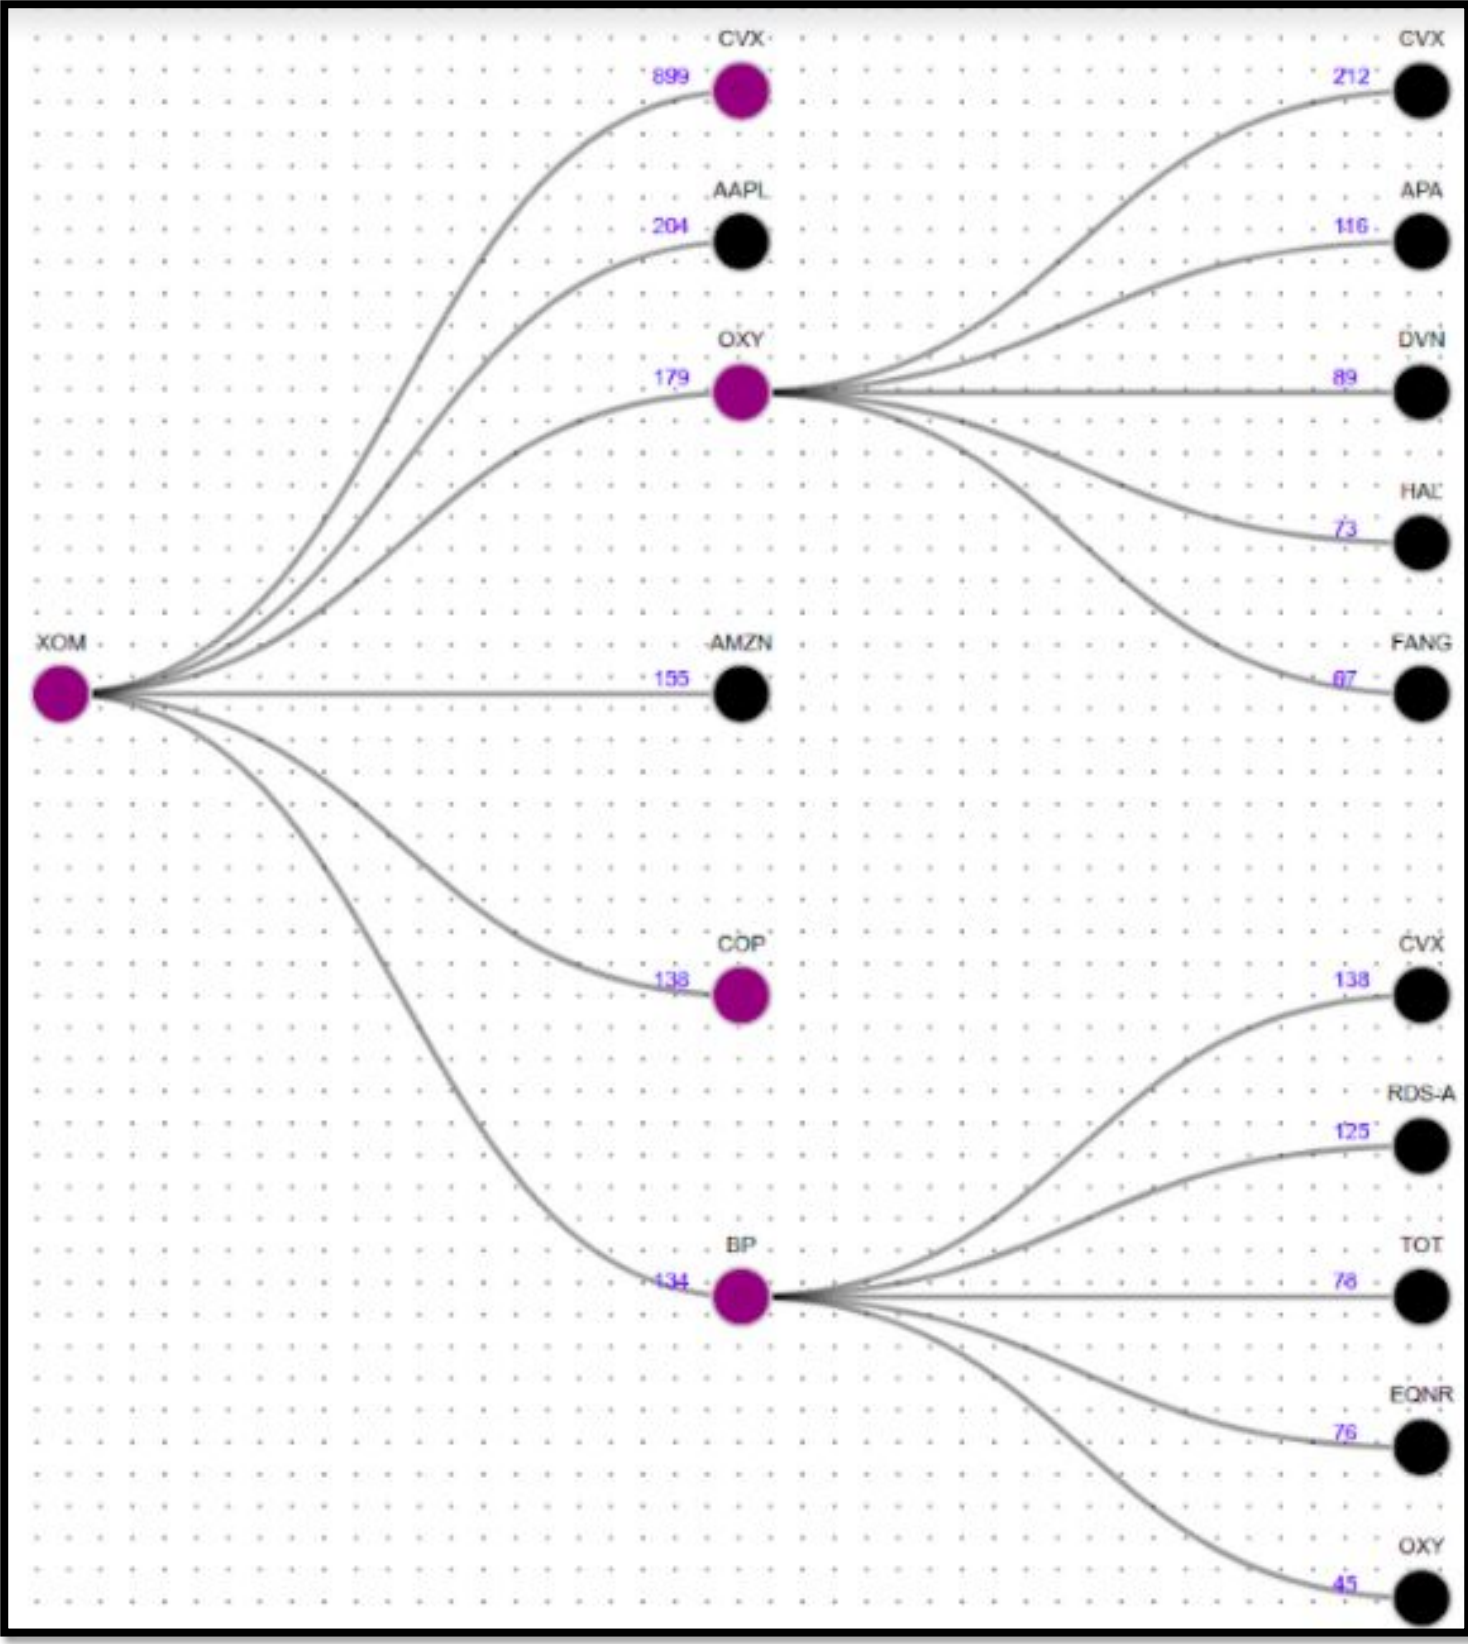 XOM
CVX
899
AAPL
204
OXY
179
AMZN
155
COP
138
BP
134
CVX
212
APA
116
DVN
89
HAL
73
FANG
67
CVX
138
RDS-A
125
TOT
78
EQNR
76
OXY
45